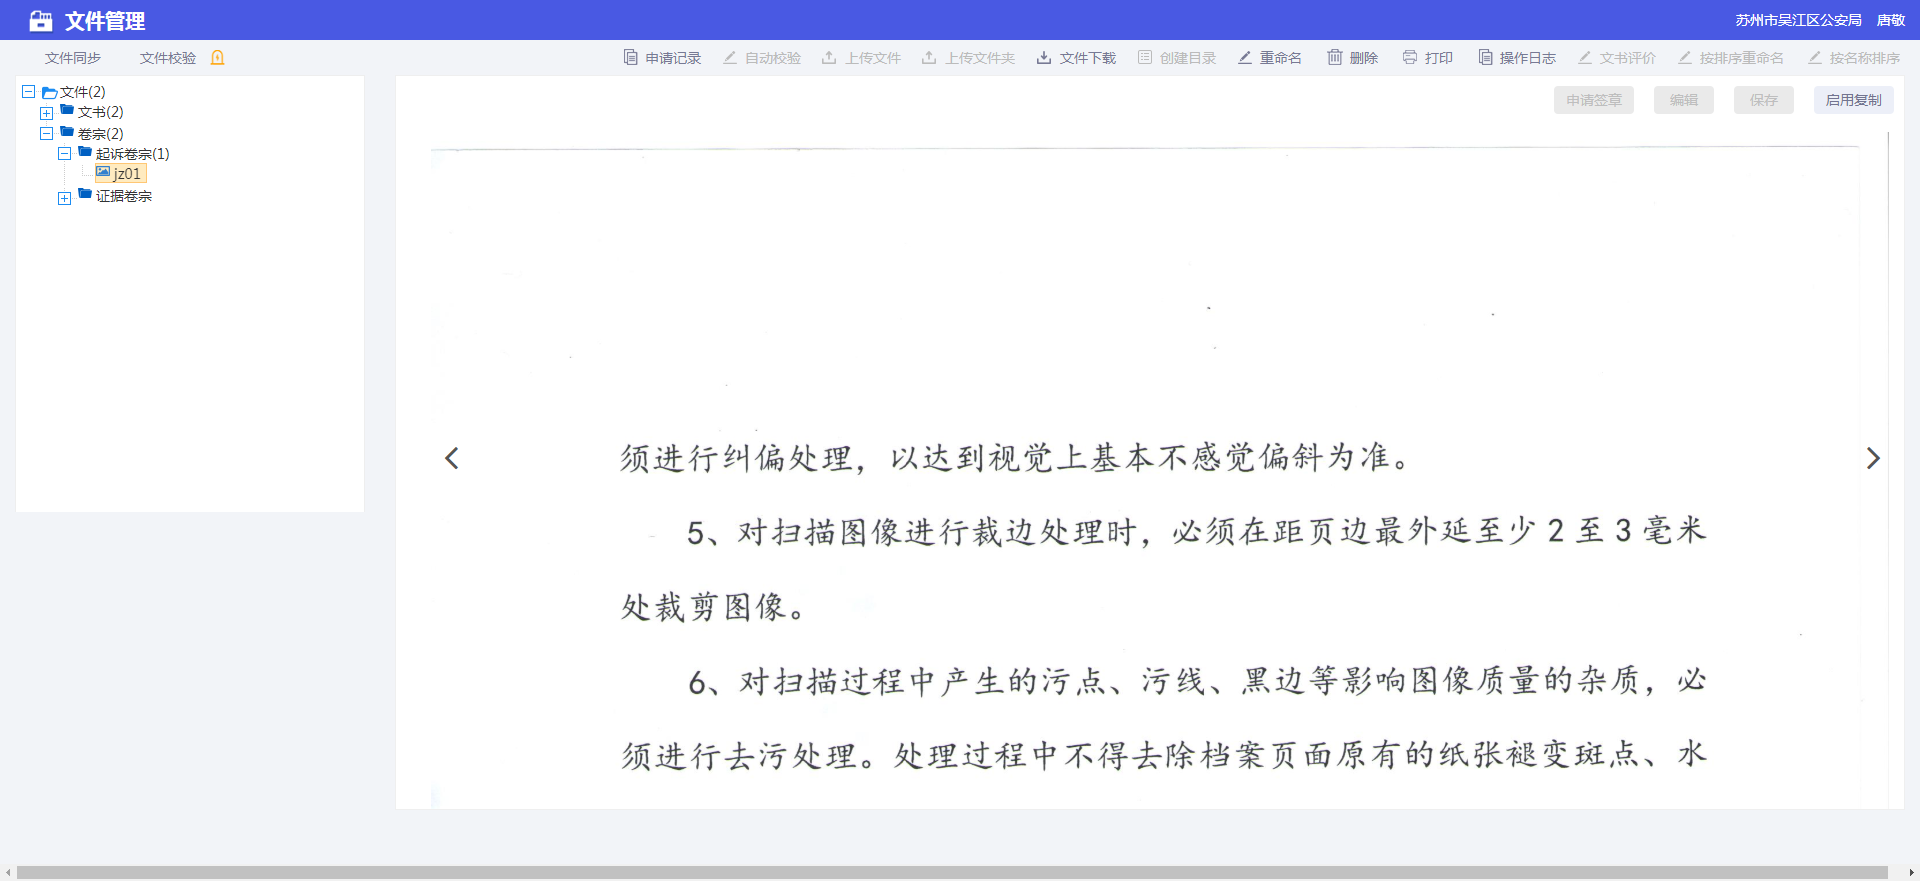 文件管理
苏州市吴江区公安局 唐敬
文件同步 文件校验 申请记录 自动校验 上传文件 上传文件夹 文件下载 创建目录 重命名 删除 打印 操作日志 文书评价 按排序重命名 按名称排序
文件(2)
文书(2)
卷宗(2)
起诉卷宗(1)
jz01
证据卷宗
申请签章 编辑 保存 启用复制
须进行纠偏处理，以达到视觉上基本不感觉偏斜为准。
5、对扫描图像进行裁边处理时，必须在距页边最外延至少 2 至 3 毫米
处裁剪图像。
6、对扫描过程中产生的污点、污线、黑边等影响图像质量的杂质，必
须进行去污处理。处理过程中不得去除档案页面原有的纸张褪变斑点、水